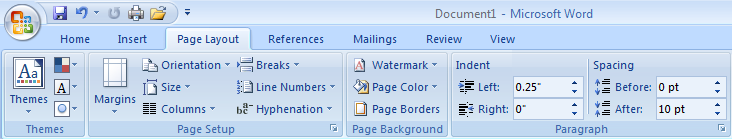 Document1 - Microsoft Word
Home Insert Page Layout References Mailings Review View
Aa A Orientation Breaks Watermark Indent Spacing
Size Line Numbers Page Color Left: 0.25" Before: 0 pt
Themes Margins Columns bc Hyphenation Page Borders Right: 0" After: 10 pt
Themes Page Setup Page Background Paragraph